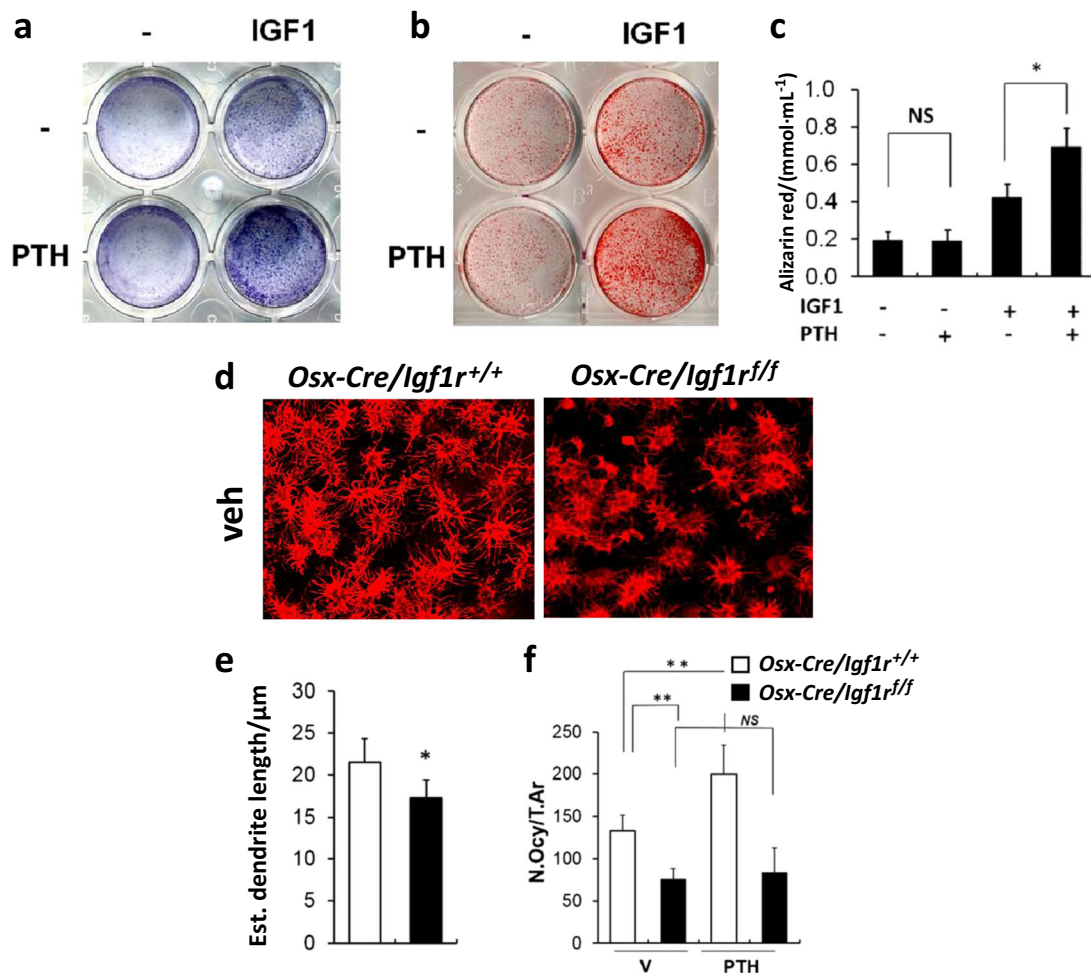 a
- IGF1
-
PTH
b
- IGF1
-
PTH
c
Alizarin red/(mmol·mL⁻¹)
1.0
0.8
0.6
0.4
0.2
0.0
NS
*
IGF1 - - + +
PTH - + - +
d
Osx-Cre/Igf1r⁺/⁺ Osx-Cre/Igf1rᶠ/ᶠ
veh
e
Est. dendrite length/μm
30
25
20
15
10
5
0
*
f
Osx-Cre/Igf1r⁺/⁺
Osx-Cre/Igf1rᶠ/ᶠ
N.Ocy/T.Ar
250
200
150
100
50
0
**
**
NS
V PTH